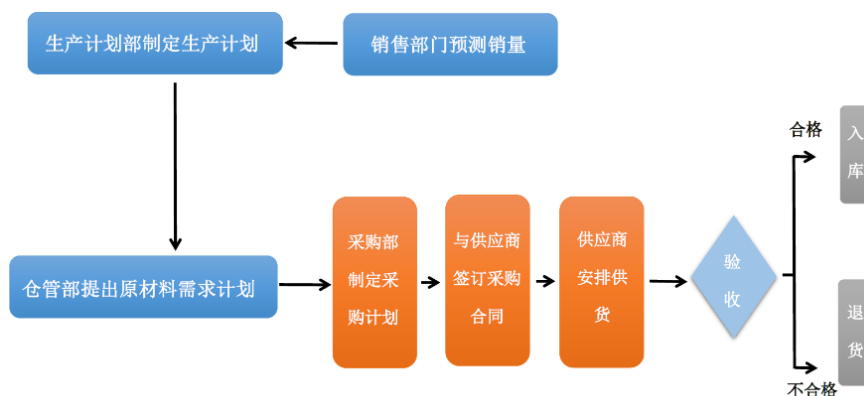 生产计划部制定生产计划
销售部门预测销量
仓管部提出原材料需求计划
采购部
制定采
购计划
与供应商
签订采购
合同
供应商
安排供
货
验
收
合格
入
库
退
货
不合格